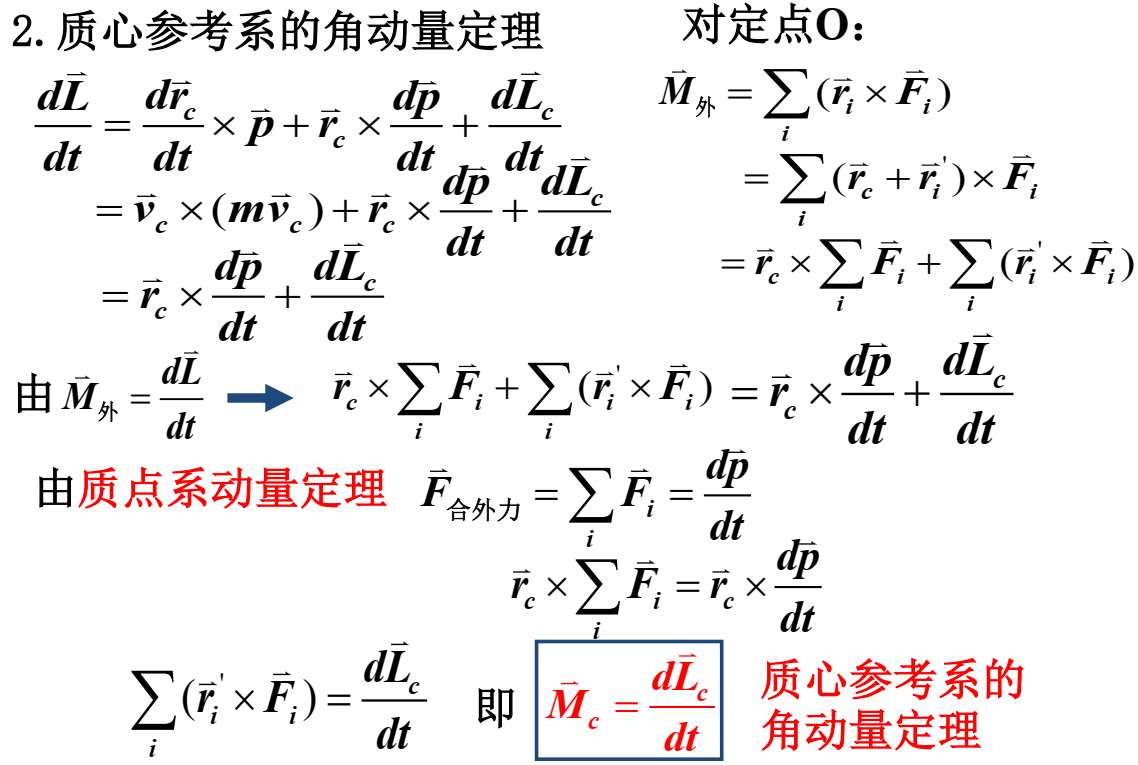 2.质心参考系的角动量定理
对定点O：
$\frac{d\vec{L}}{dt} = \frac{d\vec{r}_c}{dt} \times \vec{p} + \vec{r}_c \times \frac{d\vec{p}}{dt} + \frac{d\vec{L}_c}{dt}$
$= \vec{v}_c \times (m\vec{v}_c) + \vec{r}_c \times \frac{d\vec{p}}{dt} + \frac{d\vec{L}_c}{dt}$
$= \vec{r}_c \times \frac{d\vec{p}}{dt} + \frac{d\vec{L}_c}{dt}$
$\vec{M}_{外} = \sum_i (\vec{r}_i \times \vec{F}_i)$
$= \sum_i (\vec{r}_c + \vec{r}_i^{'}) \times \vec{F}_i$
$= \vec{r}_c \times \sum_i \vec{F}_i + \sum_i (\vec{r}_i^{'} \times \vec{F}_i)$
由 $\vec{M}_{外} = \frac{d\vec{L}}{dt}$ → $\vec{r}_c \times \sum_i \vec{F}_i + \sum_i (\vec{r}_i^{'} \times \vec{F}_i) = \vec{r}_c \times \frac{d\vec{p}}{dt} + \frac{d\vec{L}_c}{dt}$
由质点系动量定理 $\vec{F}_{合外力} = \sum_i \vec{F}_i = \frac{d\vec{p}}{dt}$
$\vec{r}_c \times \sum_i \vec{F}_i = \vec{r}_c \times \frac{d\vec{p}}{dt}$
$\sum_i (\vec{r}_i^{'} \times \vec{F}_i) = \frac{d\vec{L}_c}{dt}$ 即 $\vec{M}_c = \frac{d\vec{L}_c}{dt}$
质心参考系的
角动量定理